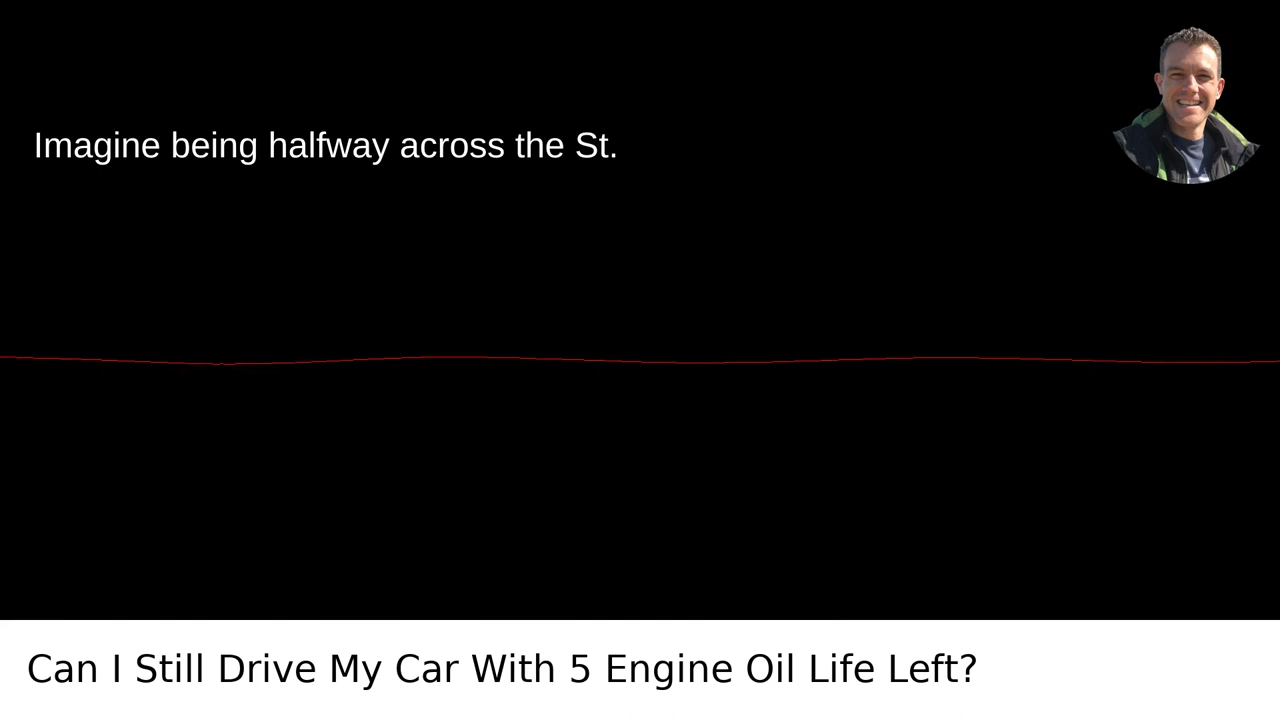 Imagine being halfway across the St.
Can I Still Drive My Car With 5 Engine Oil Life Left?